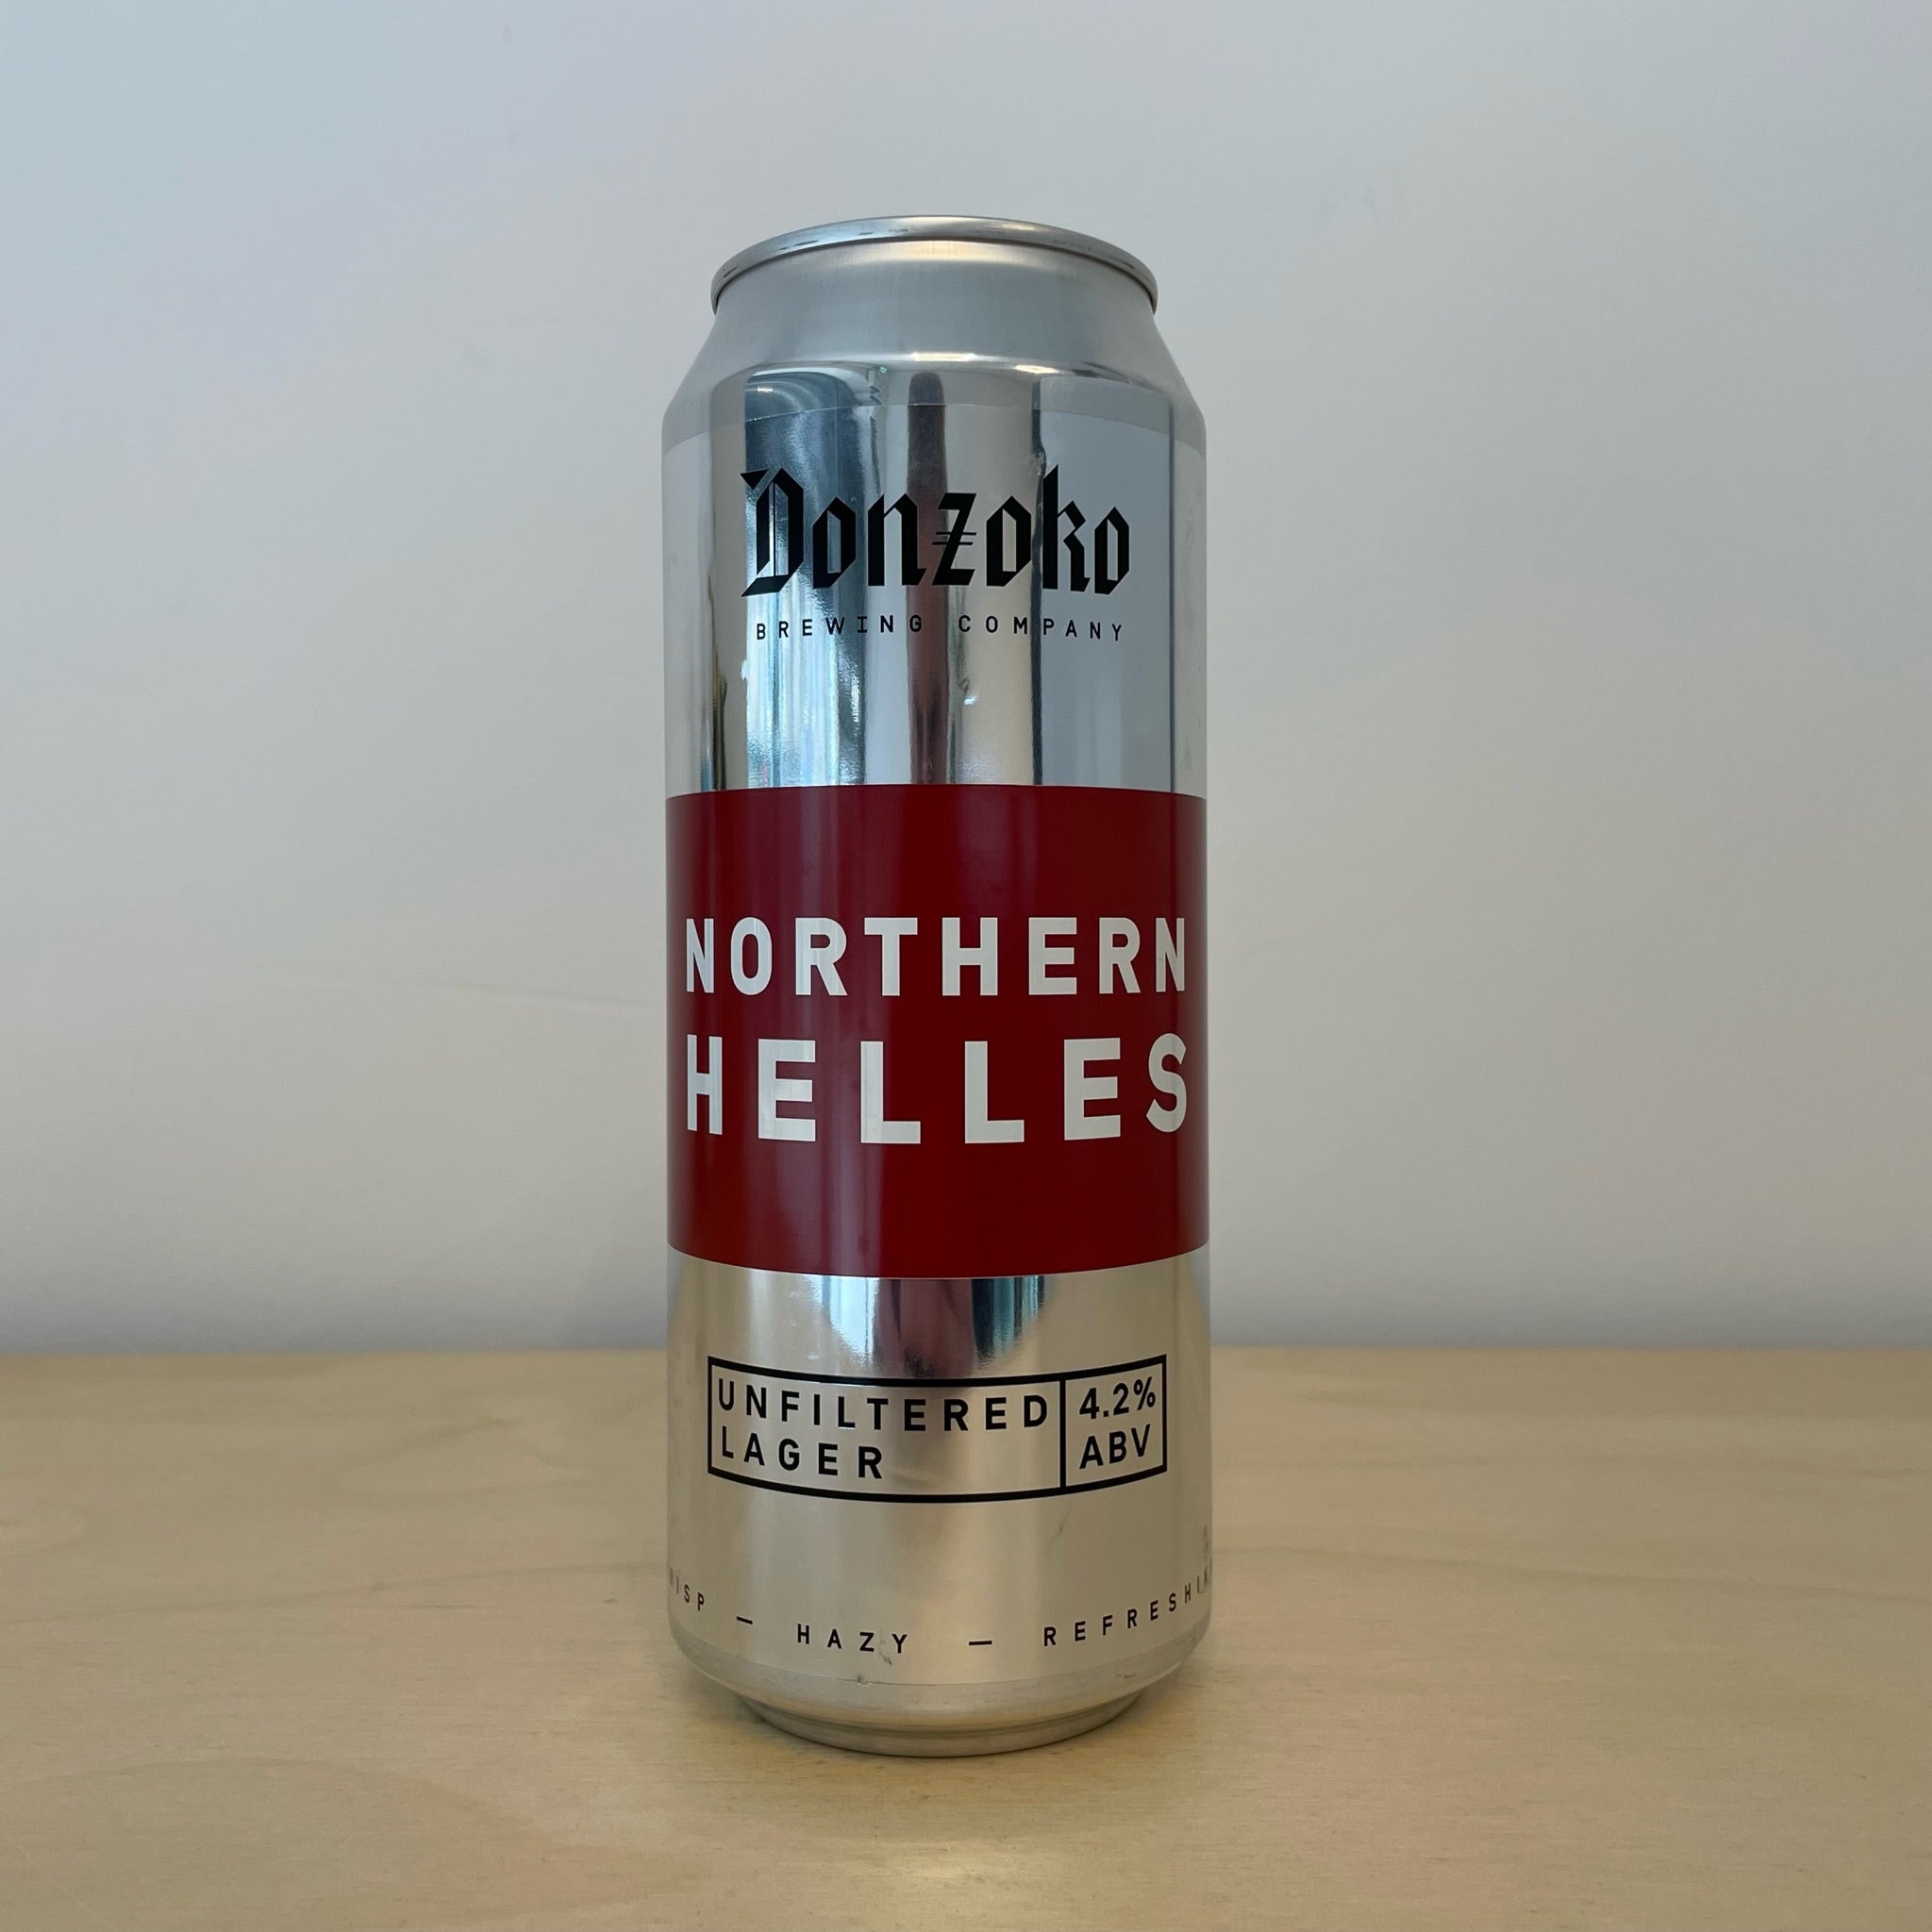 Donzoko
BREWING COMPANY
NORTHERN
HELLES
UNFILTERED
LAGER
4.2%
ABV
— HAZY —